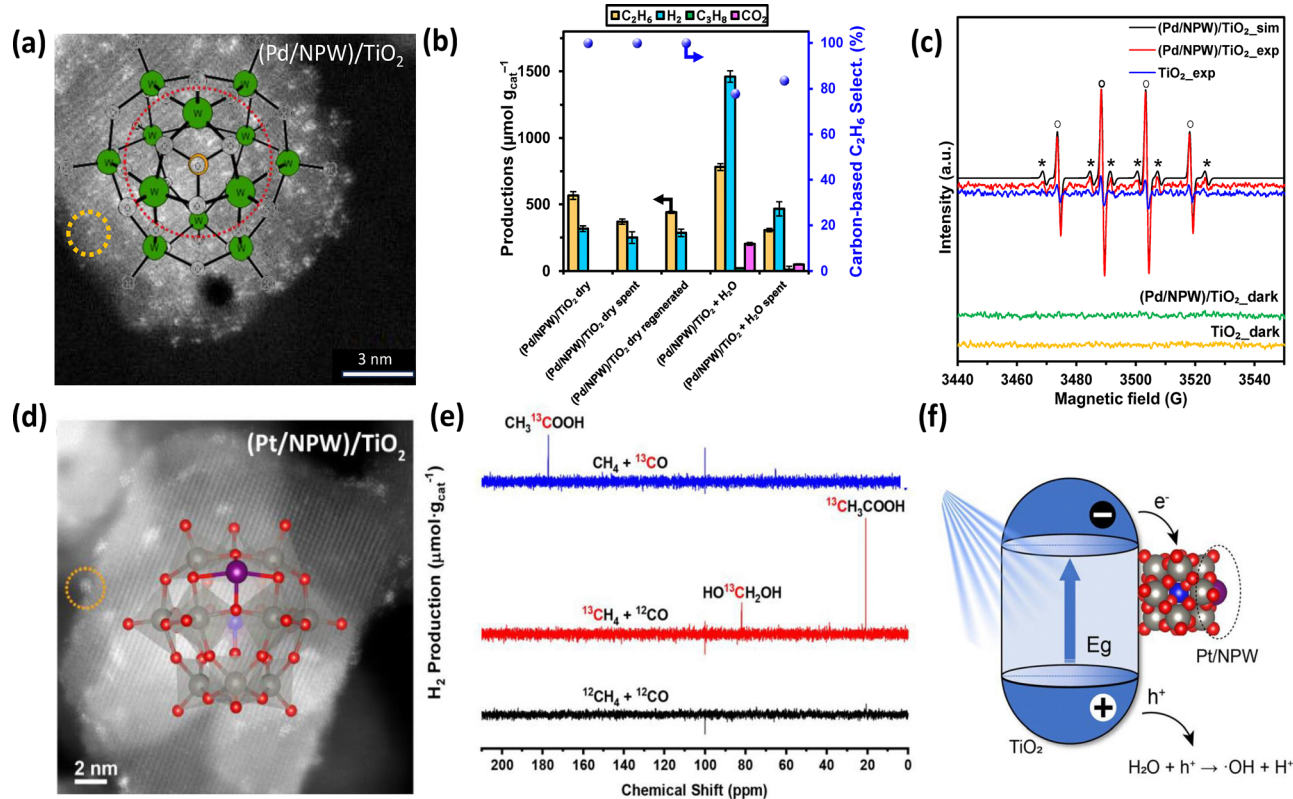 (a)
(Pd/NPW)/TiO₂
W
W
W
W
W
W
W
W
W
W
W
W
3 nm
(b)
C₂H₆ H₂ C₃H₈ CO₂
Productions (μmol g_cat⁻¹)
1500
1000
500
0
Carbon-based C₂H₆ Select. (%)
100
80
60
40
20
0
(Pd/NPW)/TiO₂ dry
(Pd/NPW)/TiO₂ dry spent
(Pd/NPW)/TiO₂ dry regenerated
(Pd/NPW)/TiO₂ + H₂O
(Pd/NPW)/TiO₂ + H₂O spent
(c)
(Pd/NPW)/TiO₂_sim
(Pd/NPW)/TiO₂_exp
TiO₂_exp
o o o o
* * * * * *
(Pd/NPW)/TiO₂_dark
TiO₂_dark
Intensity (a.u.)
3440 3460 3480 3500 3520 3540
Magnetic field (G)
(d)
(Pt/NPW)/TiO₂
2 nm
(e)
H₂ Production (μmol·g_cat⁻¹)
CH₃¹³COOH
CH₄ + ¹³CO
¹³CH₃COOH
HO¹³CH₂OH
¹³CH₄ + ¹²CO
¹²CH₄ + ¹²CO
200 180 160 140 120 100 80 60 40 20 0
Chemical Shift (ppm)
(f)
−
e⁻
Eg
Pt/NPW
+
h⁺
TiO₂
H₂O + h⁺ → ·OH + H⁺